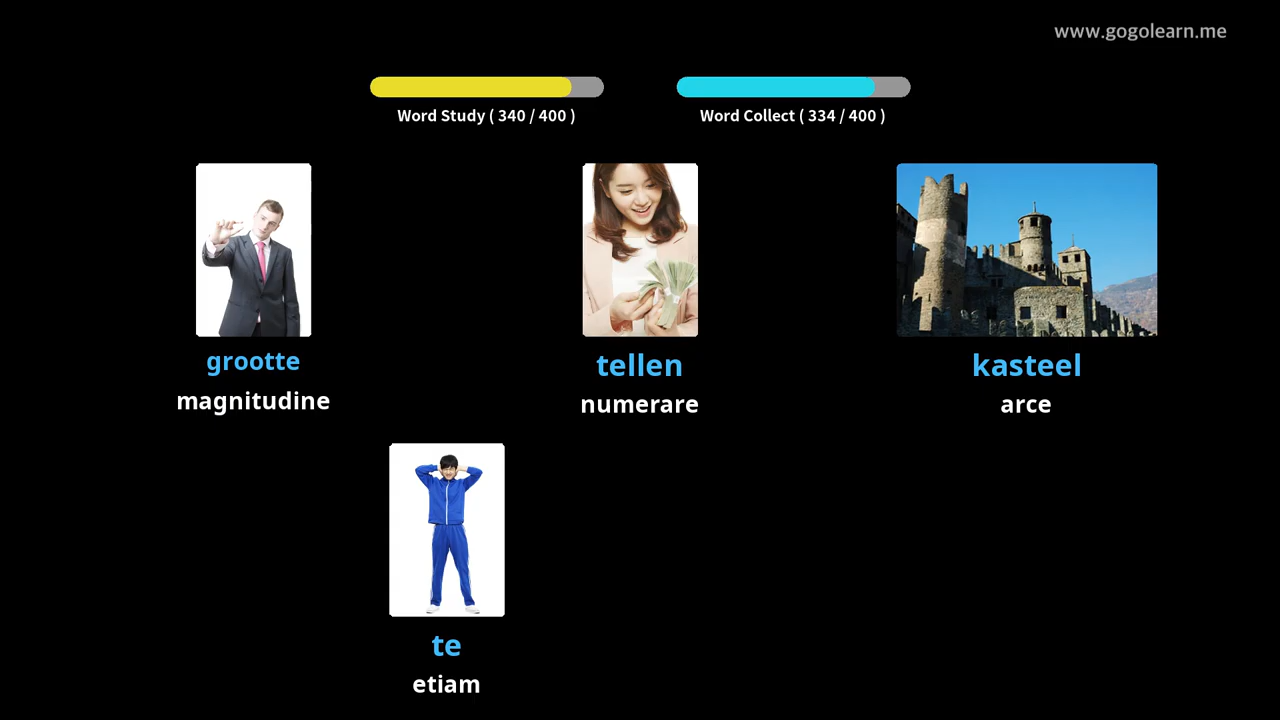 www.gogolearn.me
Word Study ( 340 / 400 )
Word Collect ( 334 / 400 )
grootte
magnitudine
tellen
numerare
kasteel
arce
te
etiam